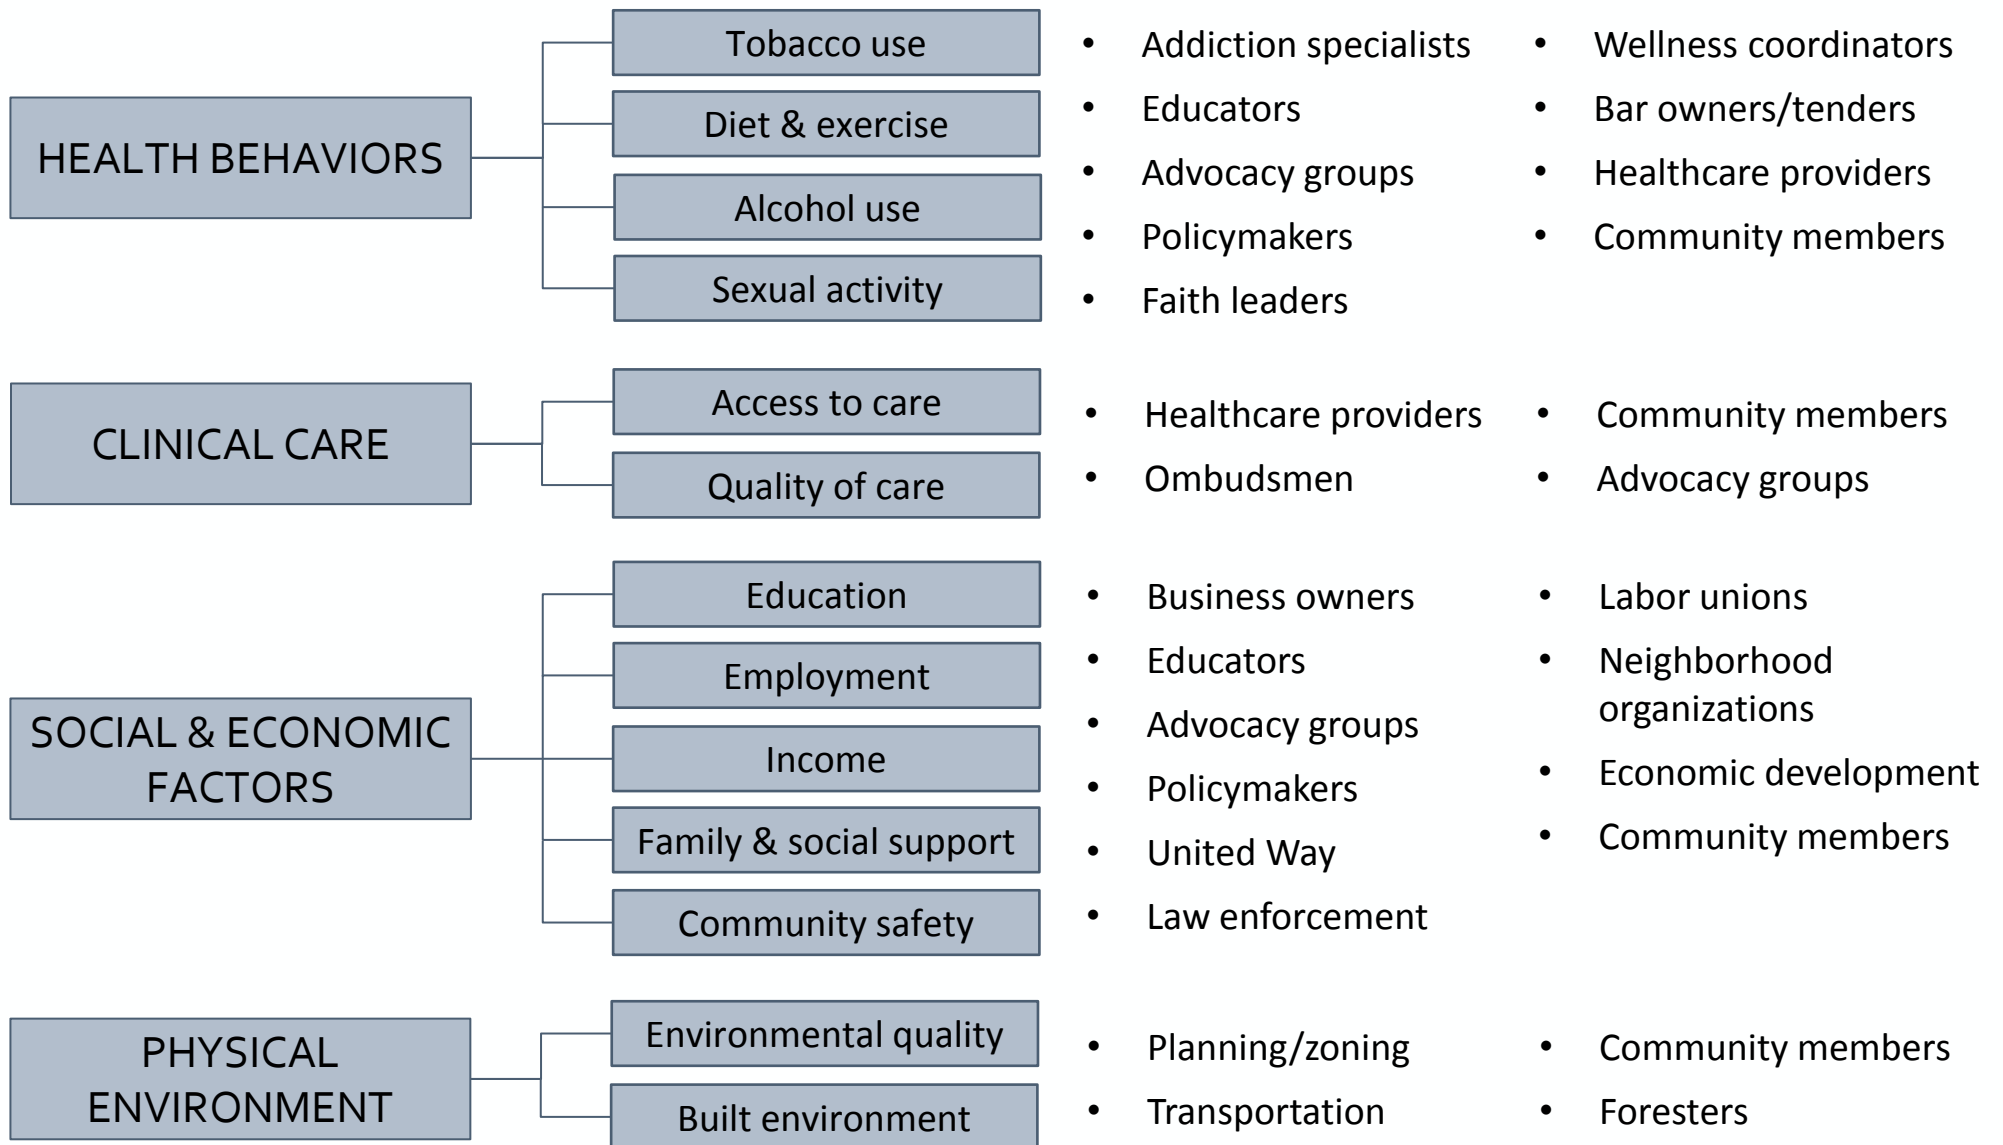 HEALTH BEHAVIORS
Tobacco use
Diet & exercise
Alcohol use
Sexual activity
• Addiction specialists
• Educators
• Advocacy groups
• Policymakers
• Faith leaders
• Wellness coordinators
• Bar owners/tenders
• Healthcare providers
• Community members
CLINICAL CARE
Access to care
Quality of care
• Healthcare providers
• Ombudsmen
• Community members
• Advocacy groups
SOCIAL & ECONOMIC
FACTORS
Education
Employment
Income
Family & social support
Community safety
• Business owners
• Educators
• Advocacy groups
• Policymakers
• United Way
• Law enforcement
• Labor unions
• Neighborhood
organizations
• Economic development
• Community members
PHYSICAL
ENVIRONMENT
Environmental quality
Built environment
• Planning/zoning
• Transportation
• Community members
• Foresters